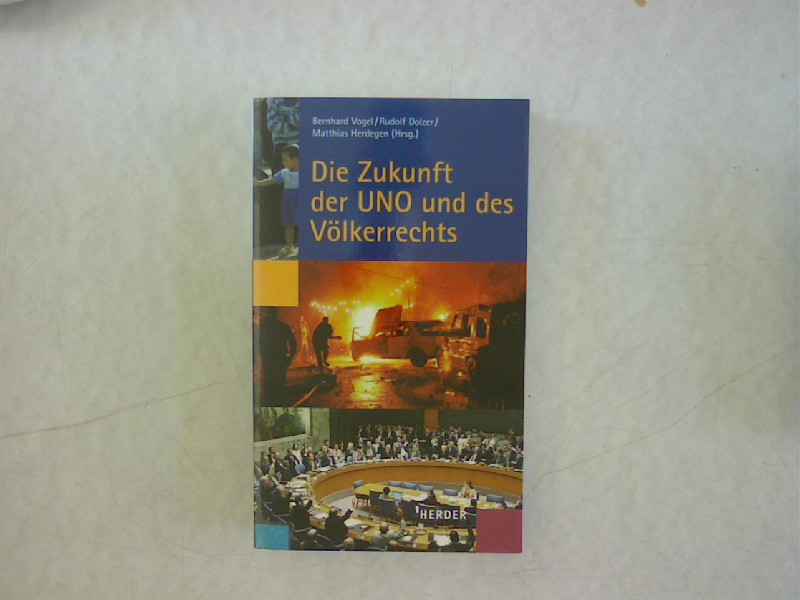 Bernhard Vogel/Rudolf Dolzer/
Matthias Herdegen (Hrsg.)
Die Zukunft
der UNO und des
Völkerrechts
HERDER